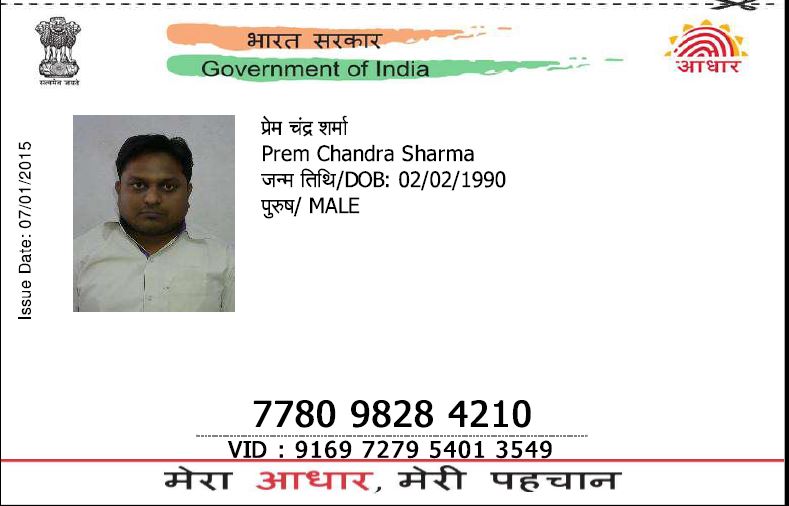 भारत सरकार
Government of India
सत्यमेव जयते
आधार
Issue Date: 07/01/2015
प्रेम चंद्र शर्मा
Prem Chandra Sharma
जन्म तिथि/DOB: 02/02/1990
पुरुष/ MALE
7780 9828 4210
VID : 9169 7279 5401 3549
मेरा आधार, मेरी पहचान